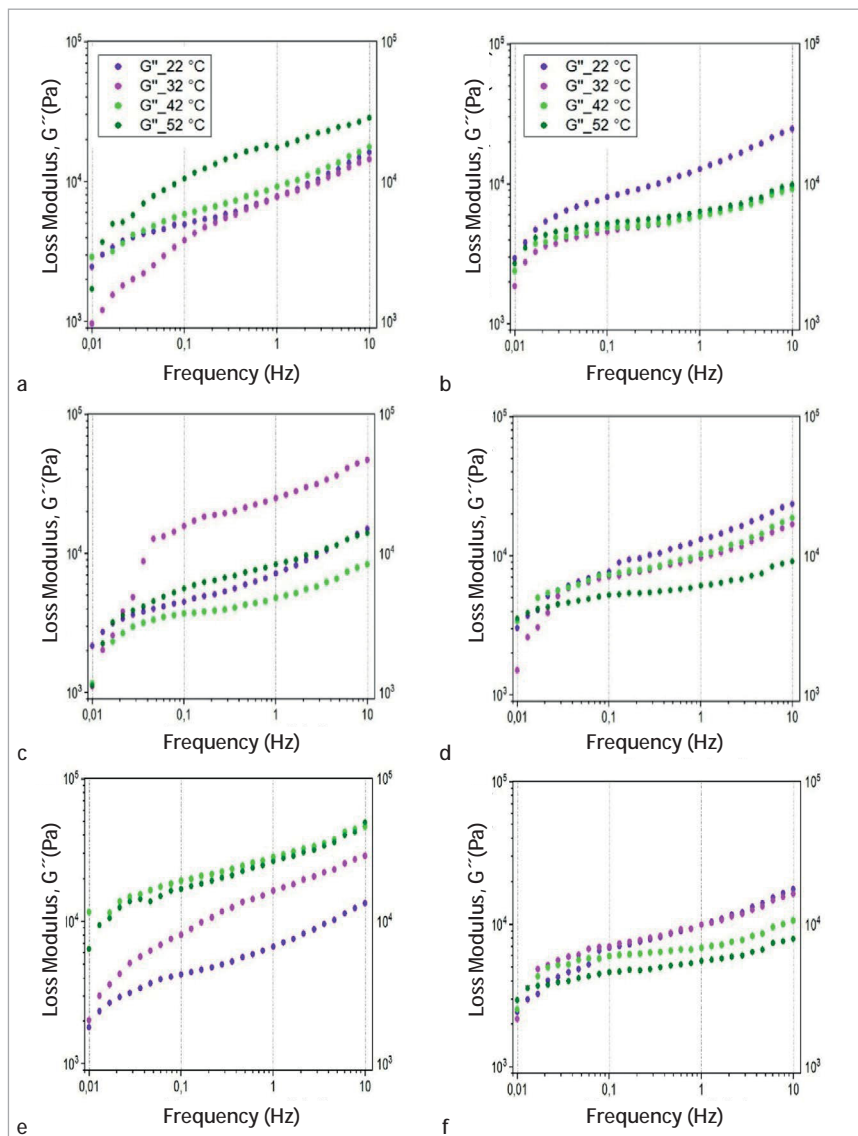 10⁵
10⁵
G"_22 °C
G"_32 °C
G"_42 °C
G"_52 °C
Loss Modulus, G´´(Pa)
10⁴
10⁴
10³
10³
0,01
0,1
1
10
a
Frequency (Hz)
10⁵
10⁵
G"_22 °C
G"_32 °C
G"_42 °C
G"_52 °C
Loss Modulus, G´´(Pa)
10⁴
10⁴
10³
10³
0,01
0,1
1
10
b
Frequency (Hz)
10⁵
10⁵
Loss Modulus, G´´(Pa)
10⁴
10⁴
10³
10³
0,01
0,1
1
10
c
Frequency (Hz)
10⁵
10⁵
Loss Modulus, G´´(Pa)
10⁴
10⁴
10³
10³
0,01
0,1
1
10
d
Frequency (Hz)
10⁵
10⁵
Loss Modulus, G´´(Pa)
10⁴
10⁴
10³
10³
0,01
0,1
1
10
e
Frequency (Hz)
10⁵
10⁵
Loss Modulus, G´´(Pa)
10⁴
10⁴
10³
10³
0,01
0,1
1
10
f
Frequency (Hz)